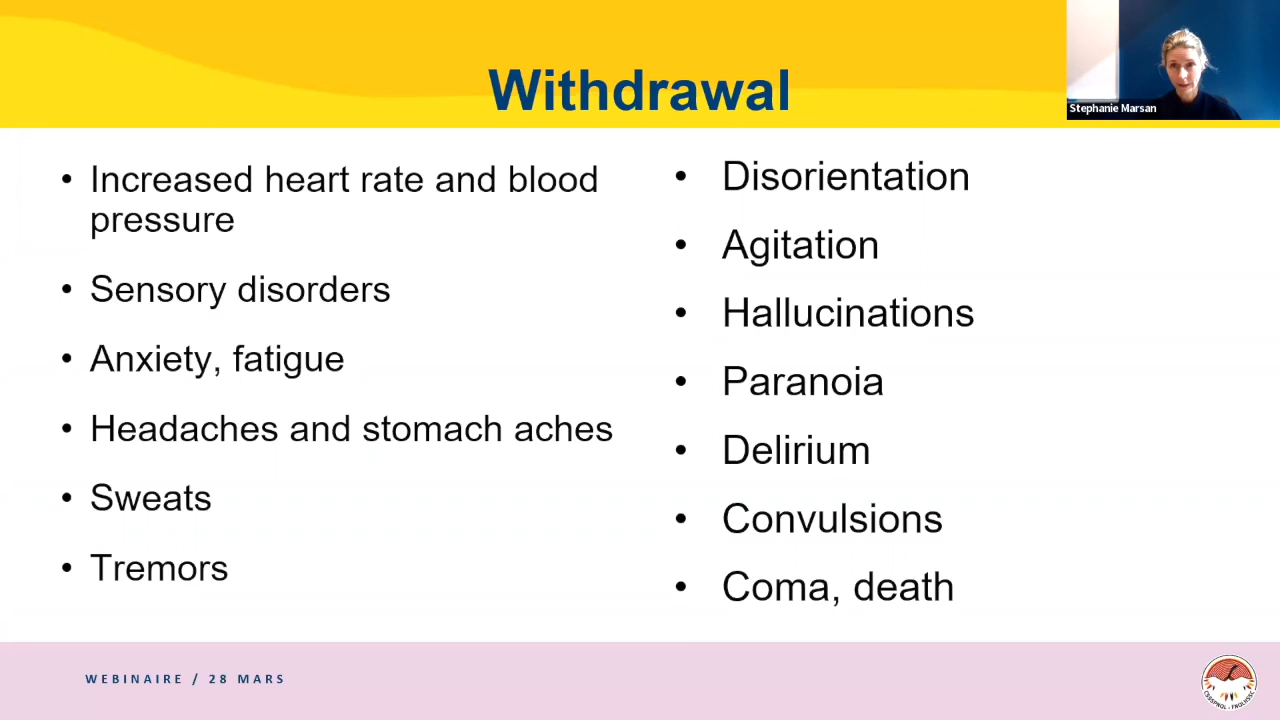 Withdrawal
Stephanie Marsan
• Increased heart rate and blood
pressure
• Sensory disorders
• Anxiety, fatigue
• Headaches and stomach aches
• Sweats
• Tremors
• Disorientation
• Agitation
• Hallucinations
• Paranoia
• Delirium
• Convulsions
• Coma, death
WEBINAIRE / 28 MARS